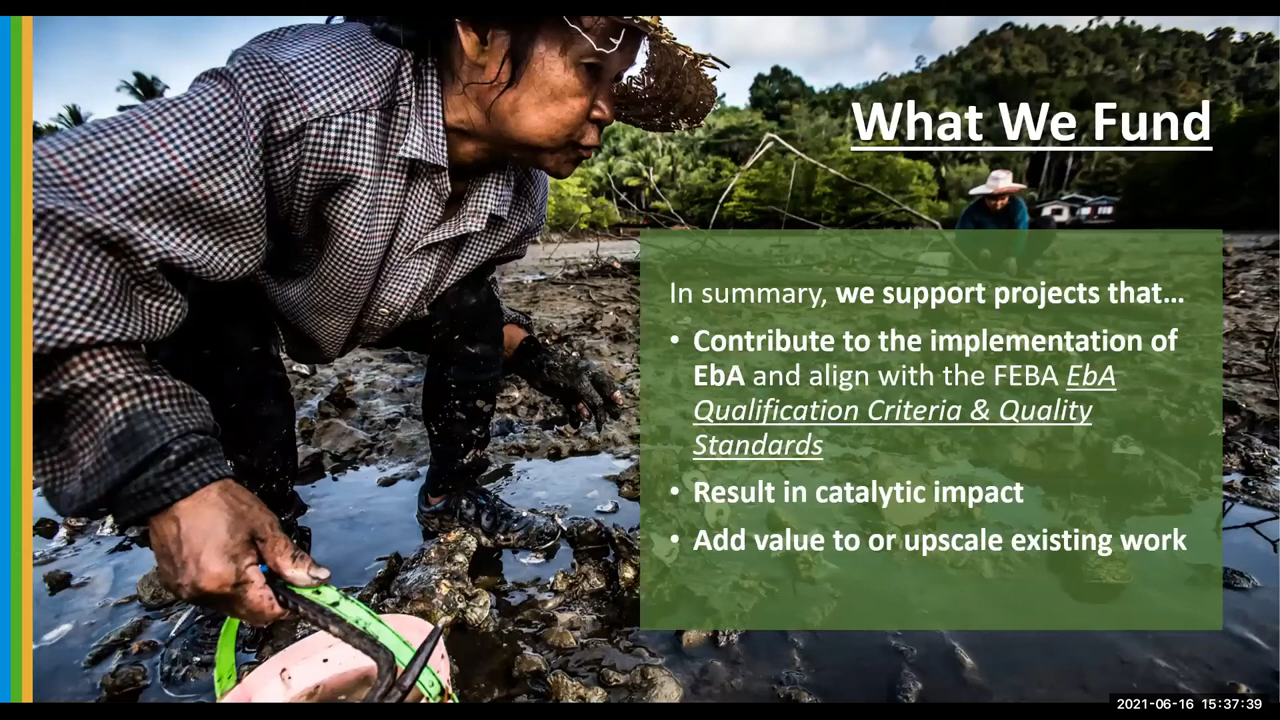 What We Fund
In summary, we support projects that...
• Contribute to the implementation of
EbA and align with the FEBA EbA
Qualification Criteria & Quality
Standards
• Result in catalytic impact
• Add value to or upscale existing work
2021-06-16 15:37:39